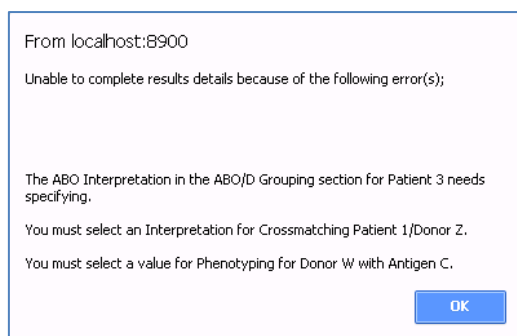 From localhost:8900
Unable to complete results details because of the following error(s);
The ABO Interpretation in the ABO/D Grouping section for Patient 3 needs
specifying.
You must select an Interpretation for Crossmatching Patient 1/Donor Z.
You must select a value for Phenotyping for Donor W with Antigen C.
OK